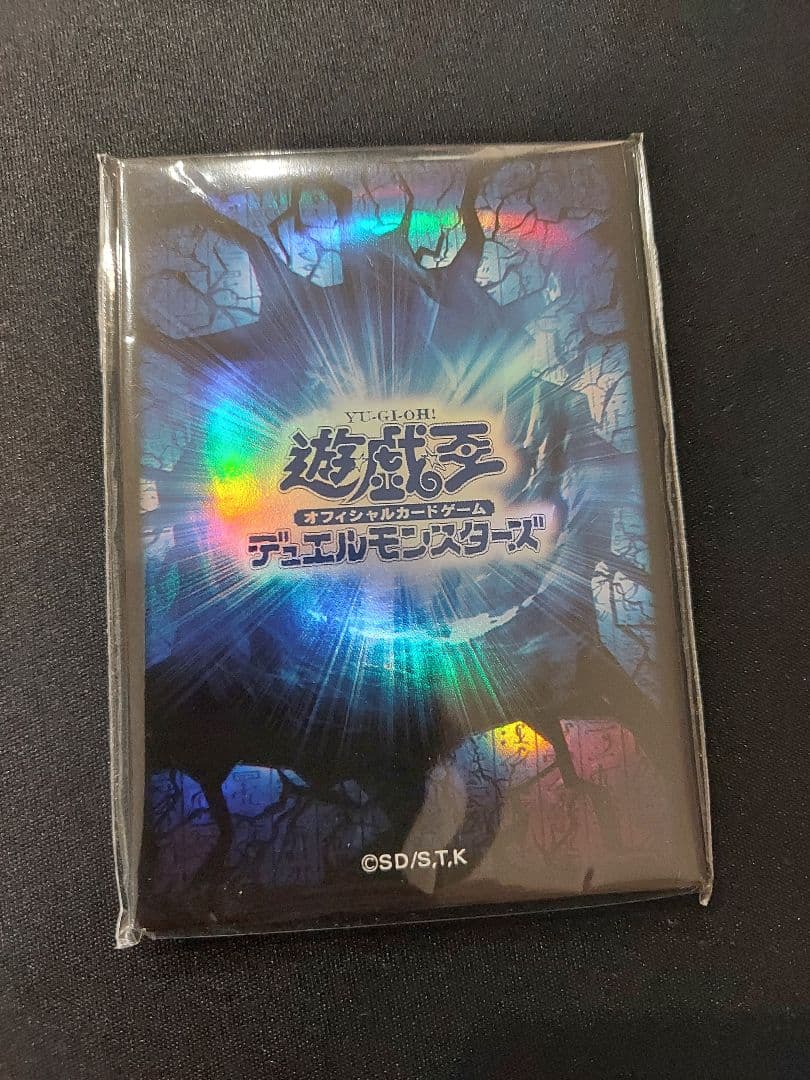 YU-GI-OH!
遊戯王
オフィシャルカードゲーム
デュエルモンスターズ
©SD/S,T,K